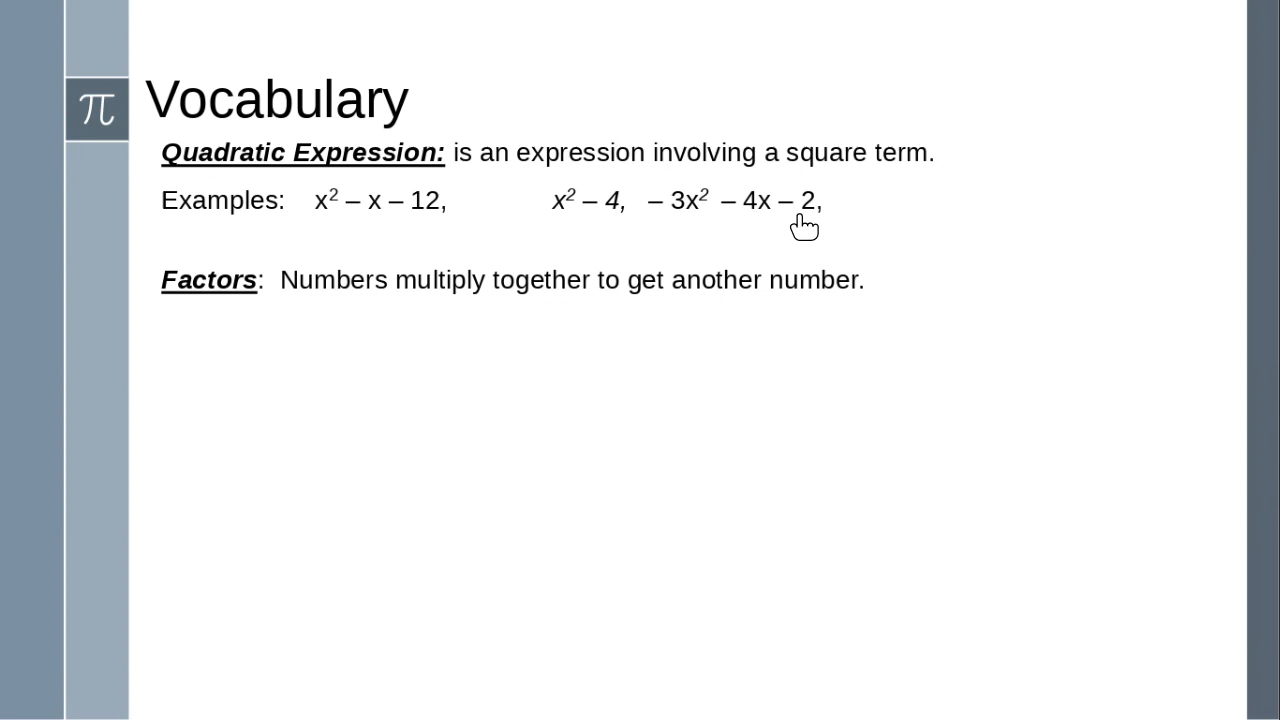 π
Vocabulary
Quadratic Expression: is an expression involving a square term.
Examples: x² – x – 12, x² – 4, – 3x² – 4x – 2,
Factors: Numbers multiply together to get another number.